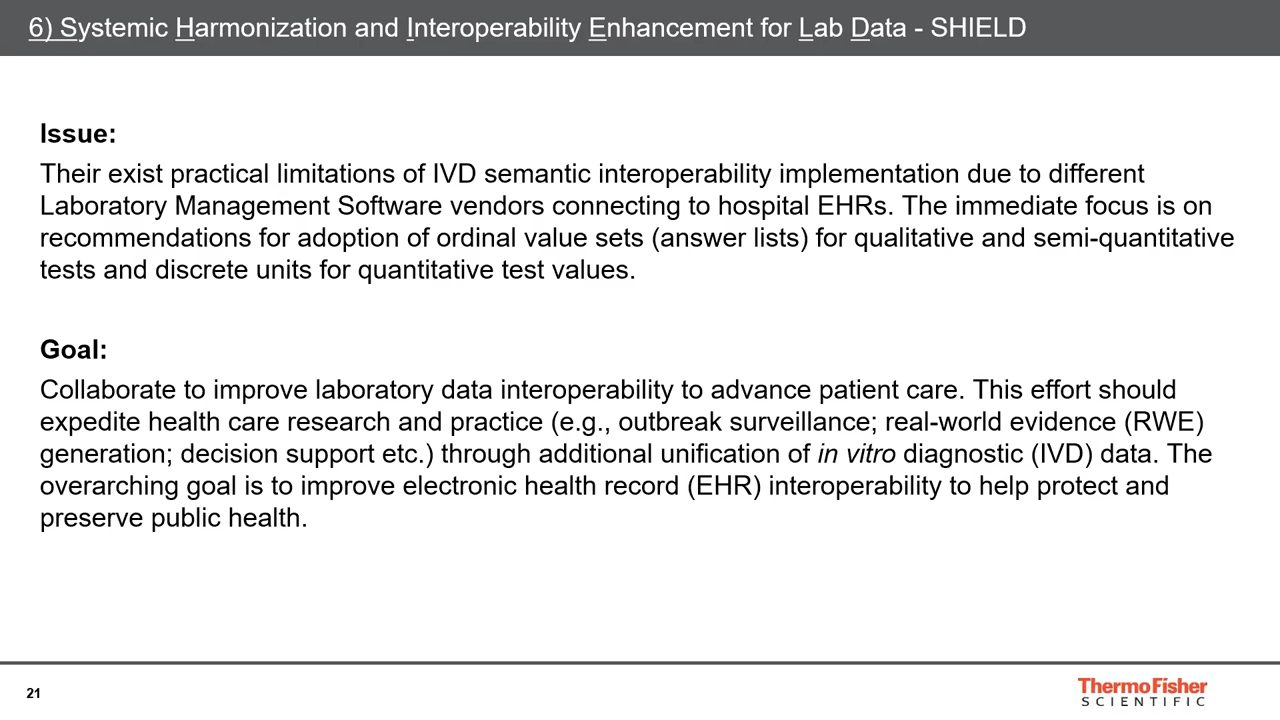 6) Systemic Harmonization and Interoperability Enhancement for Lab Data - SHIELD
Issue:
Their exist practical limitations of IVD semantic interoperability implementation due to different
Laboratory Management Software vendors connecting to hospital EHRs. The immediate focus is on
recommendations for adoption of ordinal value sets (answer lists) for qualitative and semi-quantitative
tests and discrete units for quantitative test values.
Goal:
Collaborate to improve laboratory data interoperability to advance patient care. This effort should
expedite health care research and practice (e.g., outbreak surveillance; real-world evidence (RWE)
generation; decision support etc.) through additional unification of in vitro diagnostic (IVD) data. The
overarching goal is to improve electronic health record (EHR) interoperability to help protect and
preserve public health.
21
ThermoFisher
SCIENTIFIC